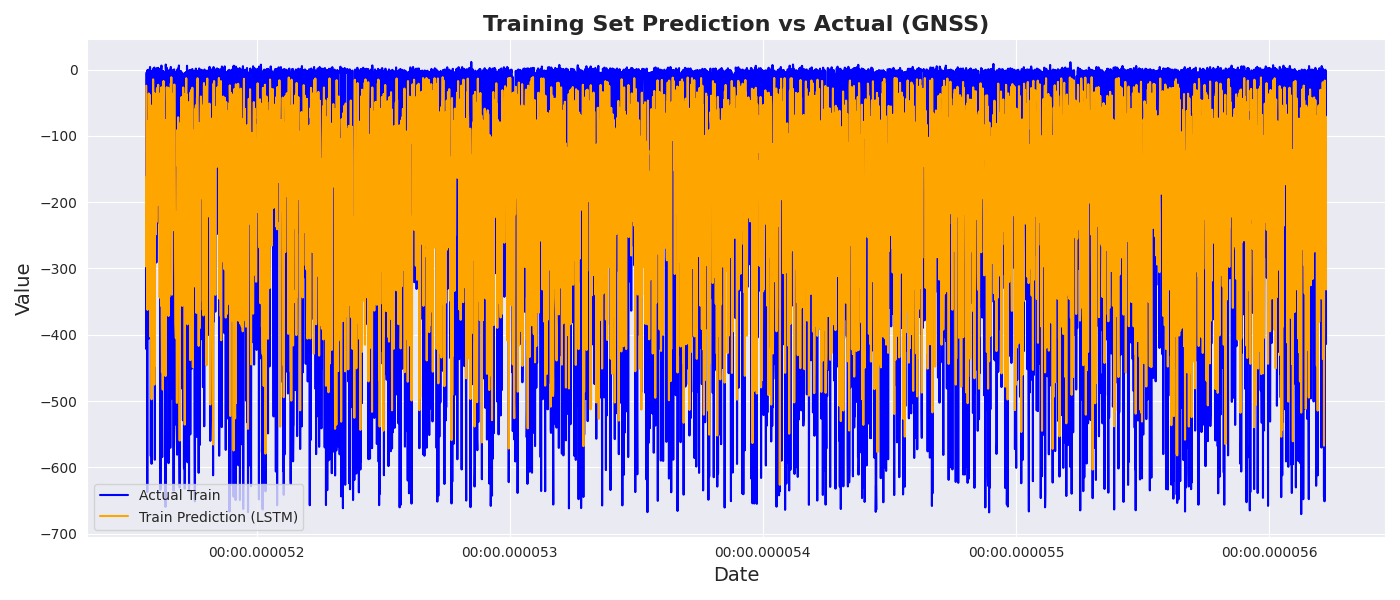 Training Set Prediction vs Actual (GNSS)
Value
0
−100
−200
−300
−400
−500
−600
−700
Actual Train
Train Prediction (LSTM)
00:00.000052 00:00.000053 00:00.000054 00:00.000055 00:00.000056
Date